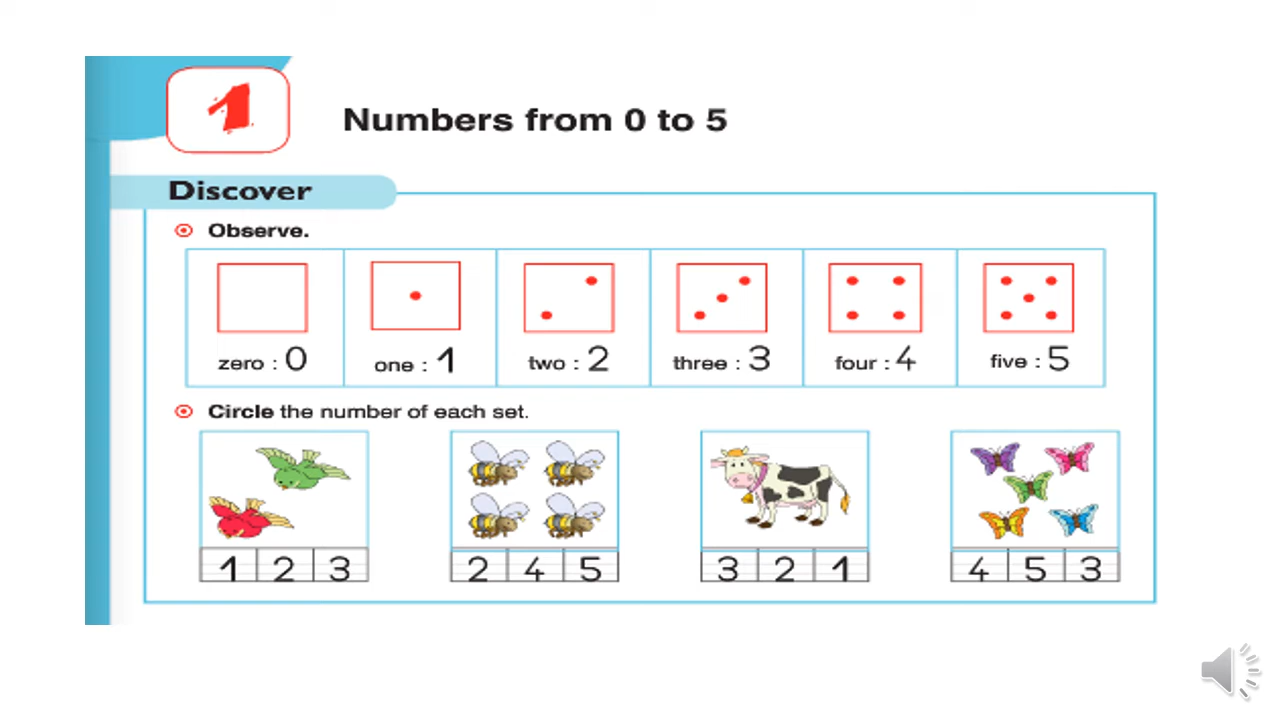 1
Numbers from 0 to 5
Discover
Observe.
zero : 0 one : 1 two : 2 three : 3 four : 4 five : 5
Circle the number of each set.
1 2 3 2 4 5 3 2 1 4 5 3